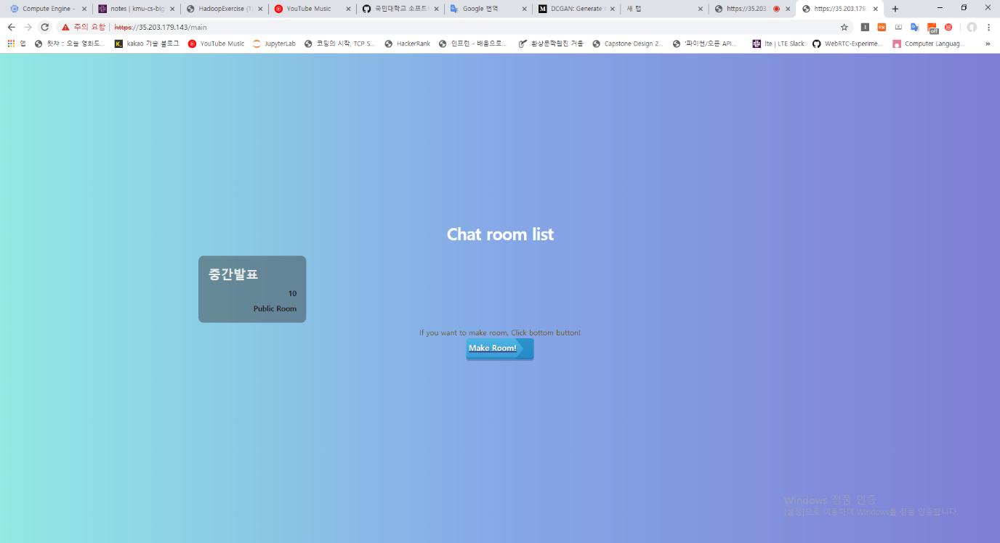 Compute Engine -
notes | kmu-cs-big
HadoopExercise (1)
YouTube Music
국민대학교 소프트
Google 번역
DCGAN: Generate
새 탭
https://35.203.
https://35.203.179.
주의 요함 | https://35.203.179.143/main
앱
왓챠 :: 오늘 영화도...
kakao 기술 블로그
YouTube Music
JupyterLab
코딩의 시작, TCP S...
HackerRank
인프런 - 배움으로...
환상문학웹진 거울
Capstone Design 2...
'파이썬/오픈 API...
lte | LTE Slack
WebRTC-Experime...
Computer Languag...
»
off
Chat room list
중간발표
10
Public Room
If you want to make room, Click bottom button!
Make Room!
Windows 정품 인증
[설정]으로 이동하여 Windows를 정품 인증합니다.